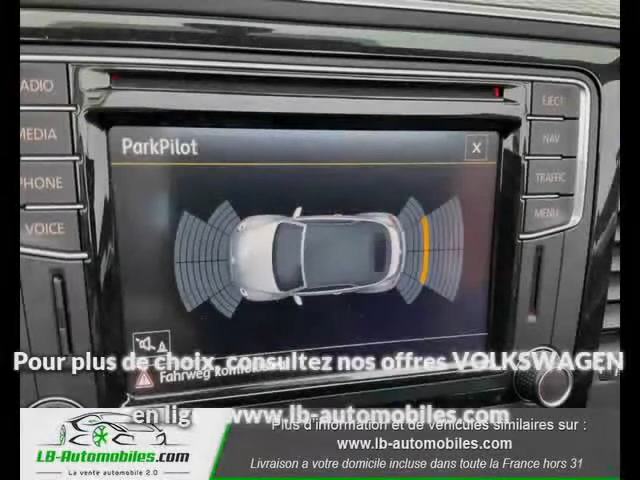 ADIO
EJECT
MEDIA
NAV
PHONE
TRAFFIC
VOICE
MENU
ParkPilot
X
Pour plus de choix, consultez nos offres VOLKSWAGEN
Fahrweg
en lig
www.lb-automobiles.com
Plus d'information et de véhicules similaires sur :
www.lb-automobiles.com
Livraison a votre domicile incluse dans toute la France hors 31
LB-Automobiles.com
La vente automobile 2.0